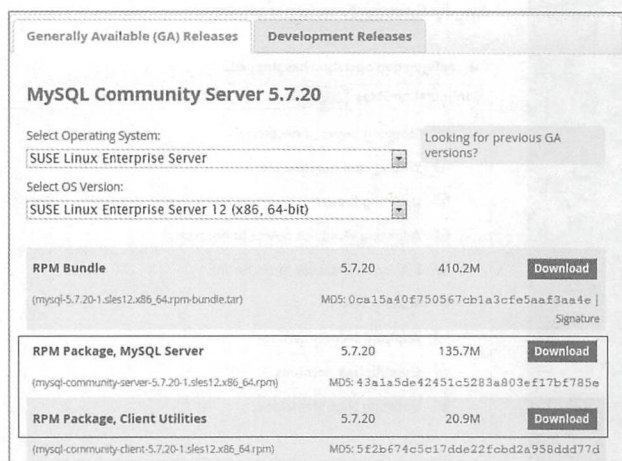 Generally Available (GA) Releases
Development Releases
MySQL Community Server 5.7.20
Select Operating System:
Looking for previous GA versions?
SUSE Linux Enterprise Server
Select OS Version:
SUSE Linux Enterprise Server 12 (x86, 64-bit)
RPM Bundle 5.7.20 410.2M Download
(mysql-5.7.20-1.sles12.x86_64.rpm-bundle.tar) MD5: 0ca15a40f750567cb1a3cfe5aaf3aa4e |
Signature
RPM Package, MySQL Server 5.7.20 135.7M Download
(mysql-community-server-5.7.20-1.sles12.x86_64.rpm) MD5: 43a1a5de42451c5283a803ef17bf785e
RPM Package, Client Utilities 5.7.20 20.9M Download
(mysql-community-client-5.7.20-1.sles12.x86_64.rpm) MD5: 5f2b674c5c17dde22fcbd2a958ddd77d